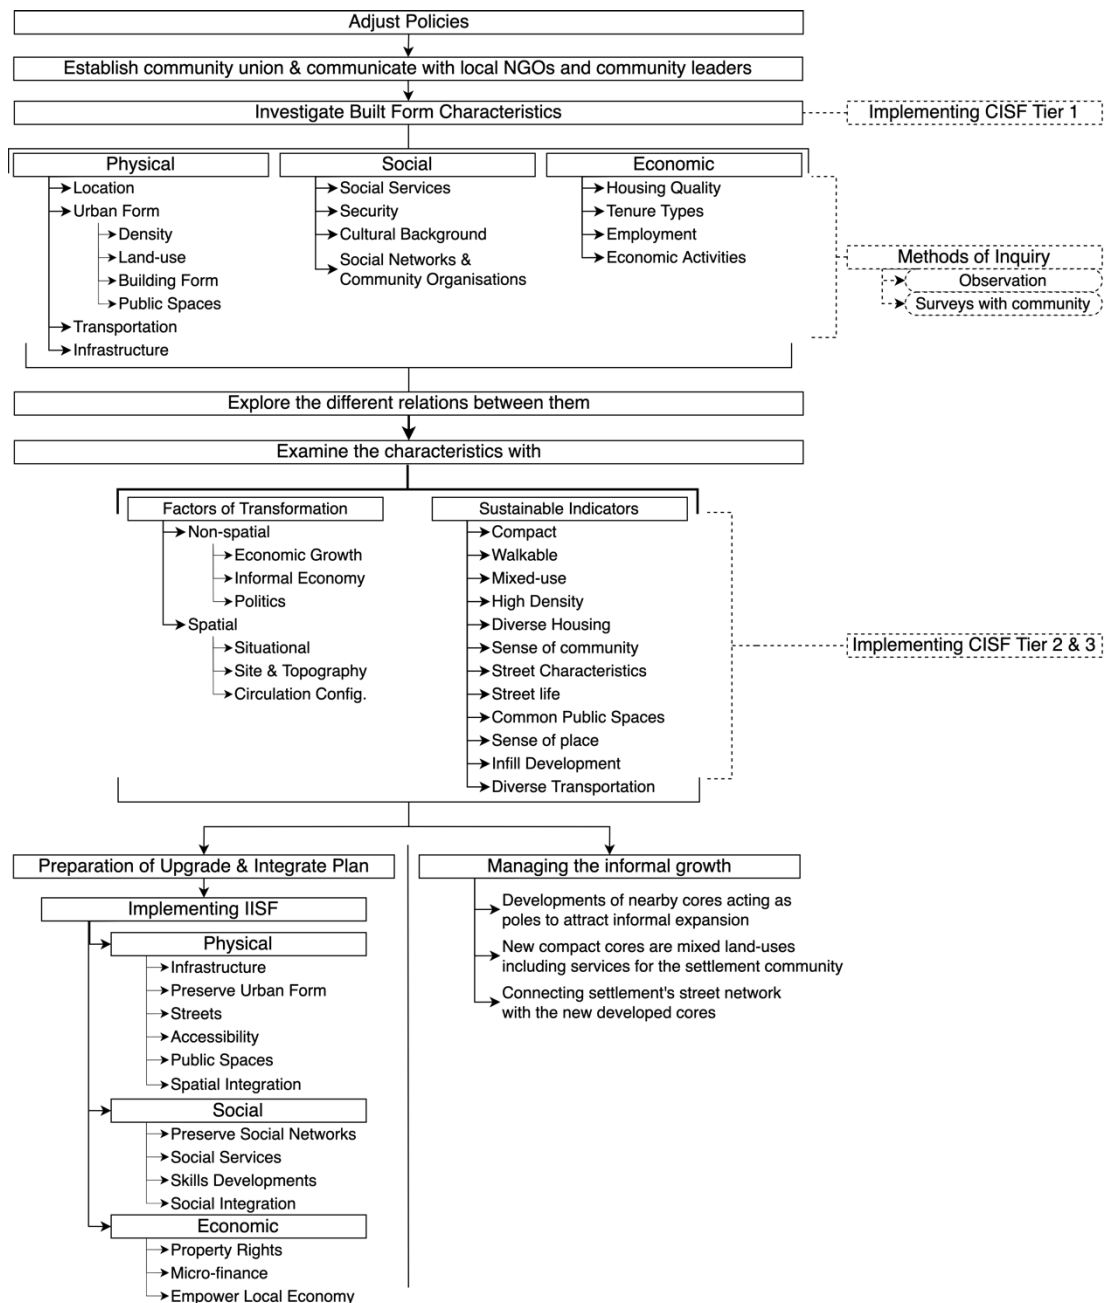 Adjust Policies
Establish community union & communicate with local NGOs and community leaders
Investigate Built Form Characteristics
Implementing CISF Tier 1
Physical
Location
Urban Form
Density
Land-use
Building Form
Public Spaces
Transportation
Infrastructure
Social
Social Services
Security
Cultural Background
Social Networks &
Community Organisations
Economic
Housing Quality
Tenure Types
Employment
Economic Activities
Methods of Inquiry
Observation
Surveys with community
Explore the different relations between them
Examine the characteristics with
Factors of Transformation
Non-spatial
Economic Growth
Informal Economy
Politics
Spatial
Situational
Site & Topography
Circulation Config.
Sustainable Indicators
Compact
Walkable
Mixed-use
High Density
Diverse Housing
Sense of community
Street Characteristics
Street life
Common Public Spaces
Sense of place
Infill Development
Diverse Transportation
Implementing CISF Tier 2 & 3
Preparation of Upgrade & Integrate Plan
Implementing IISF
Physical
Infrastructure
Preserve Urban Form
Streets
Accessibility
Public Spaces
Spatial Integration
Social
Preserve Social Networks
Social Services
Skills Developments
Social Integration
Economic
Property Rights
Micro-finance
Empower Local Economy
Managing the informal growth
Developments of nearby cores acting as
poles to attract informal expansion
New compact cores are mixed land-uses
including services for the settlement community
Connecting settlement's street network
with the new developed cores